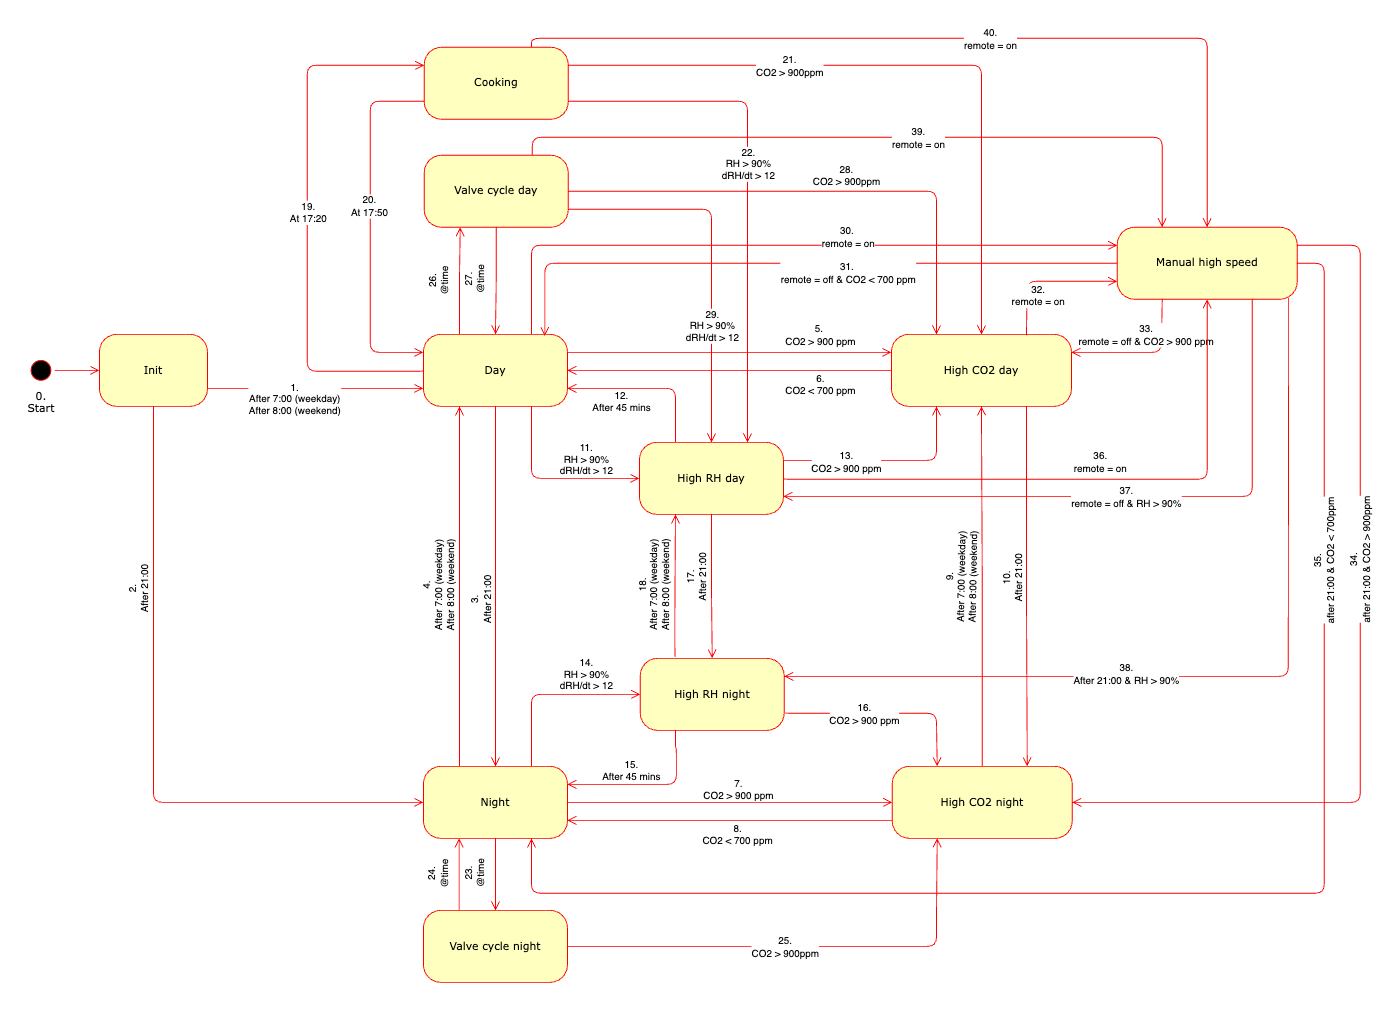 40.
remote = on
21.
CO2 > 900ppm
Cooking
39.
remote = on
22.
RH > 90%
dRH/dt > 12
28.
CO2 > 900ppm
Valve cycle day
19.
At 17:20
20.
At 17:50
30.
remote = on
Manual high speed
26.
@time
27.
@time
31.
remote = off & CO2 < 700 ppm
32.
remote = on
29.
RH > 90%
dRH/dt > 12
5.
CO2 > 900 ppm
33.
remote = off & CO2 > 900 ppm
Init
Day
High CO2 day
0.
Start
1.
After 7:00 (weekday)
After 8:00 (weekend)
6.
CO2 < 700 ppm
12.
After 45 mins
11.
RH > 90%
dRH/dt > 12
13.
CO2 > 900 ppm
36.
remote = on
High RH day
37.
remote = off & RH > 90%
2.
After 21:00
4.
After 7:00 (weekday)
After 8:00 (weekend)
3.
After 21:00
18.
After 7:00 (weekday)
After 8:00 (weekend)
17.
After 21:00
9.
After 7:00 (weekday)
After 8:00 (weekend)
10.
After 21:00
35.
after 21:00 & CO2 < 700ppm
34.
after 21:00 & CO2 > 900ppm
14.
RH > 90%
dRH/dt > 12
38.
After 21:00 & RH > 90%
High RH night
16.
CO2 > 900 ppm
15.
After 45 mins
7.
CO2 > 900 ppm
Night
High CO2 night
8.
CO2 < 700 ppm
24.
@time
23.
@time
Valve cycle night
25.
CO2 > 900ppm